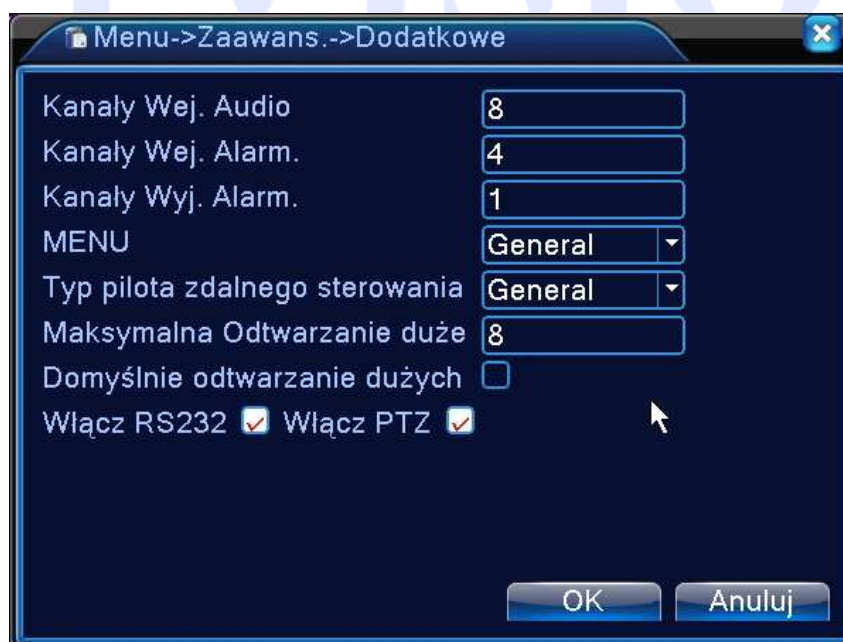 Menu->Zaawans.->Dodatkowe
Kanały Wej. Audio 8
Kanały Wej. Alarm. 4
Kanały Wyj. Alarm. 1
MENU General
Typ pilota zdalnego sterowania General
Maksymalna Odtwarzanie duże 8
Domyślnie odtwarzanie dużych
Włącz RS232 Włącz PTZ
OK Anuluj